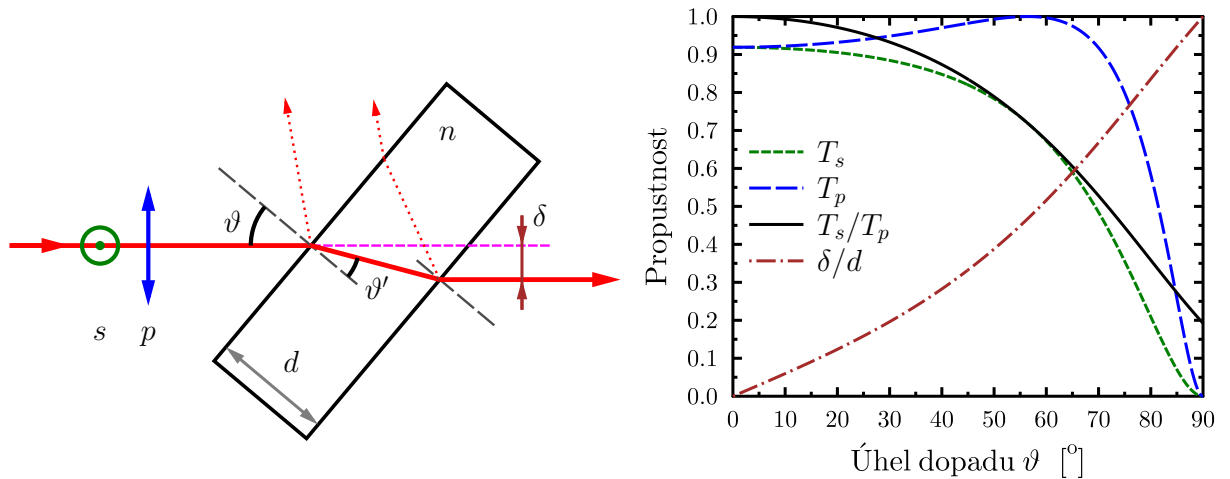 n
ϑ
δ
ϑ′
s
p
d
Propustnost
1.0
0.9
0.8
0.7
0.6
0.5
0.4
0.3
0.2
0.1
0.0
T_s
T_p
T_s/T_p
δ/d
0 10 20 30 40 50 60 70 80 90
Úhel dopadu ϑ [°]